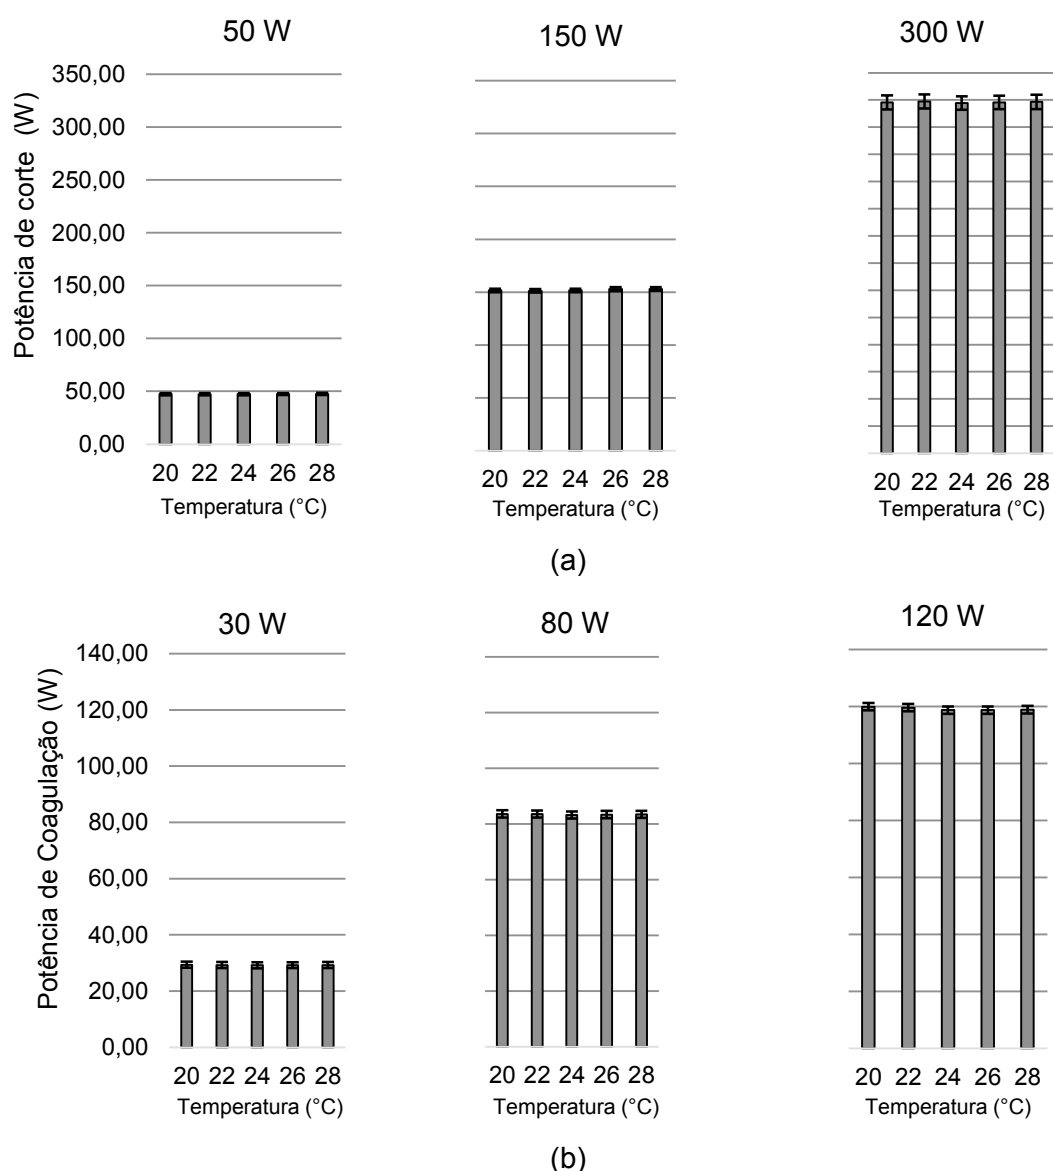 50 W
150 W
300 W
Potência de corte (W)
350,00
300,00
250,00
200,00
150,00
100,00
50,00
0,00
20 22 24 26 28
Temperatura (°C)
20 22 24 26 28
Temperatura (°C)
20 22 24 26 28
Temperatura (°C)
(a)
30 W
80 W
120 W
Potência de Coagulação (W)
140,00
120,00
100,00
80,00
60,00
40,00
20,00
0,00
20 22 24 26 28
Temperatura (°C)
20 22 24 26 28
Temperatura (°C)
20 22 24 26 28
Temperatura (°C)
(b)